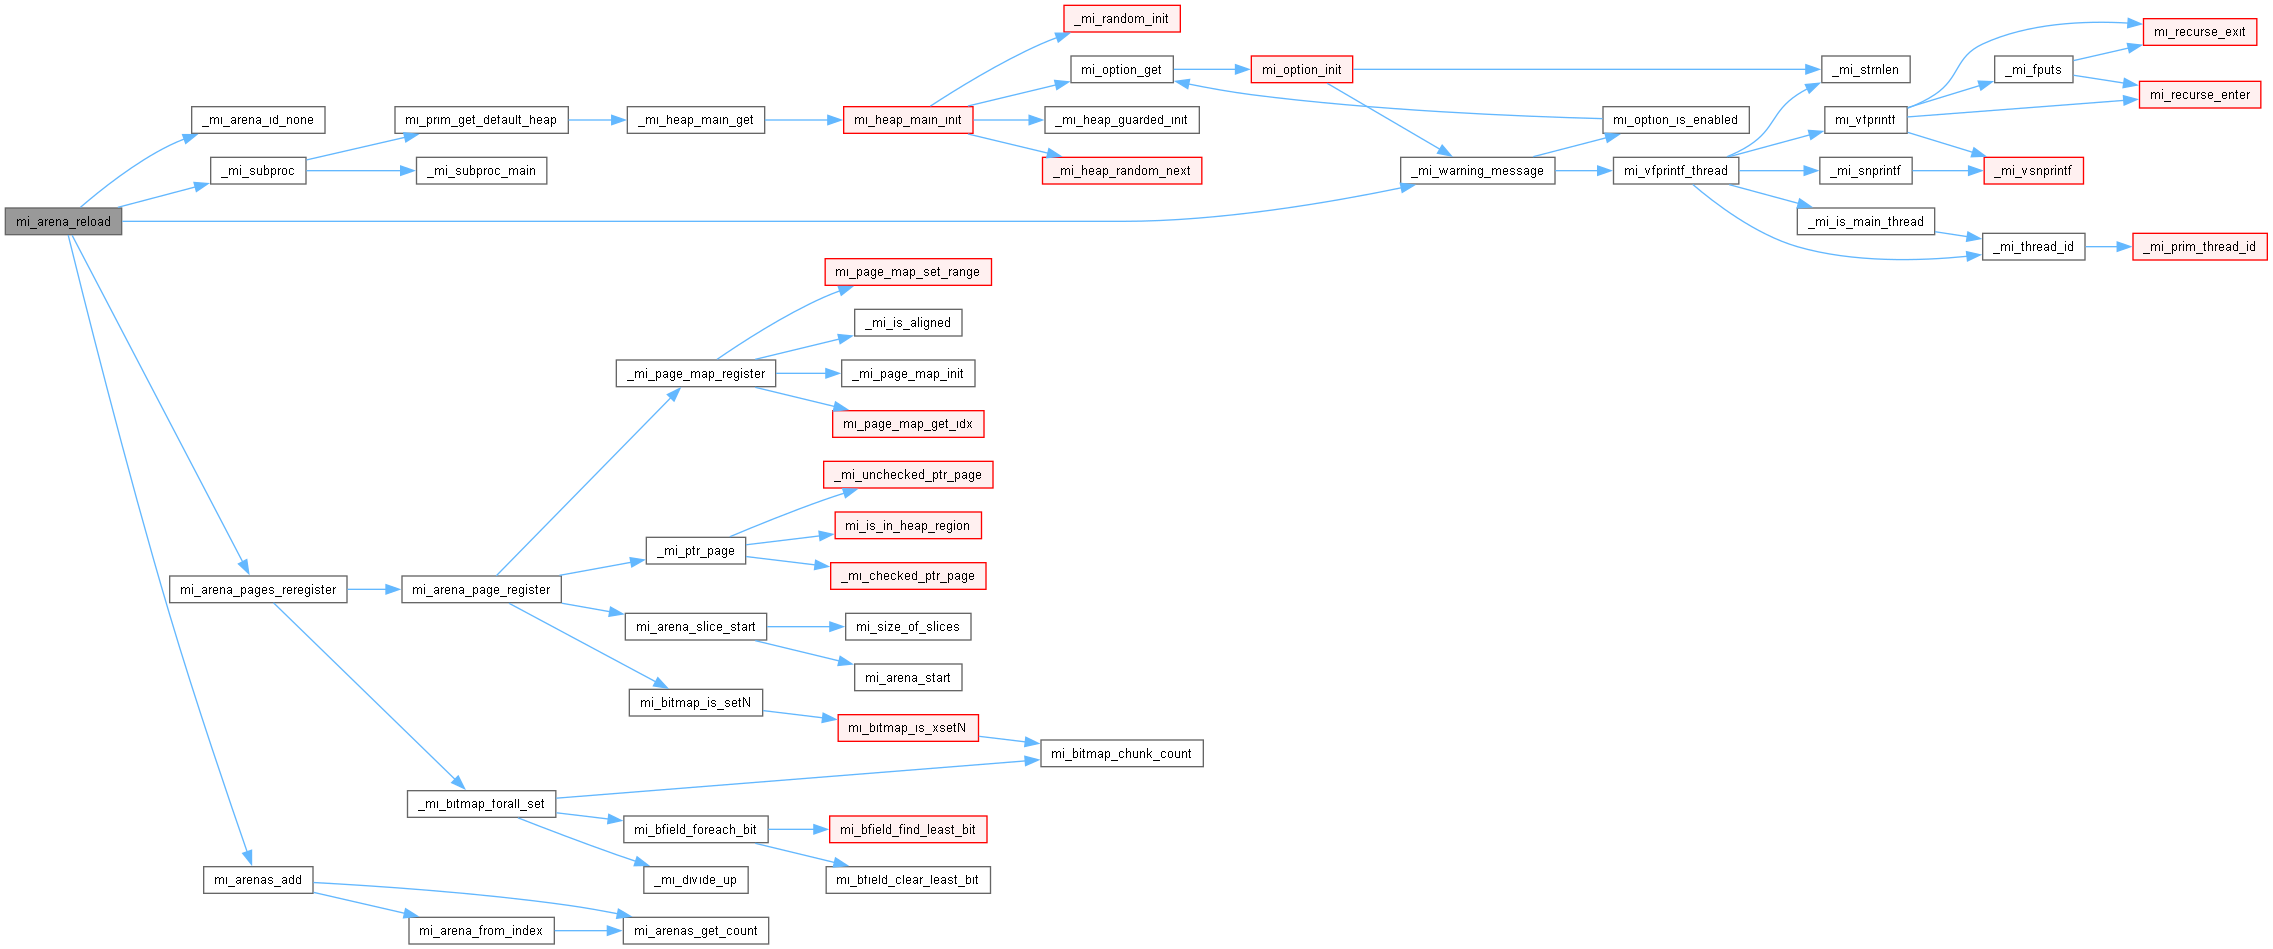 _mi_random_init
mi_recurse_exit
mi_option_get
mi_option_init
_mi_strnlen
_mi_fputs
mi_recurse_enter
_mi_arena_id_none
mi_prim_get_default_heap
_mi_heap_main_get
mi_heap_main_init
_mi_heap_guarded_init
mi_option_is_enabled
mi_vfprintf
_mi_subproc
_mi_subproc_main
_mi_heap_random_next
_mi_warning_message
mi_vfprintf_thread
_mi_snprintf
_mi_vsnprintf
mi_arena_reload
_mi_is_main_thread
_mi_thread_id
_mi_prim_thread_id
mi_page_map_set_range
_mi_is_aligned
_mi_page_map_register
_mi_page_map_init
mi_page_map_get_idx
_mi_unchecked_ptr_page
mi_is_in_heap_region
_mi_ptr_page
_mi_checked_ptr_page
mi_arena_pages_reregister
mi_arena_page_register
mi_arena_slice_start
mi_size_of_slices
mi_arena_start
mi_bitmap_is_setN
mi_bitmap_is_xsetN
mi_bitmap_chunk_count
_mi_bitmap_forall_set
mi_bfield_foreach_bit
mi_bfield_find_least_bit
mi_arenas_add
_mi_divide_up
mi_bfield_clear_least_bit
mi_arena_from_index
mi_arenas_get_count